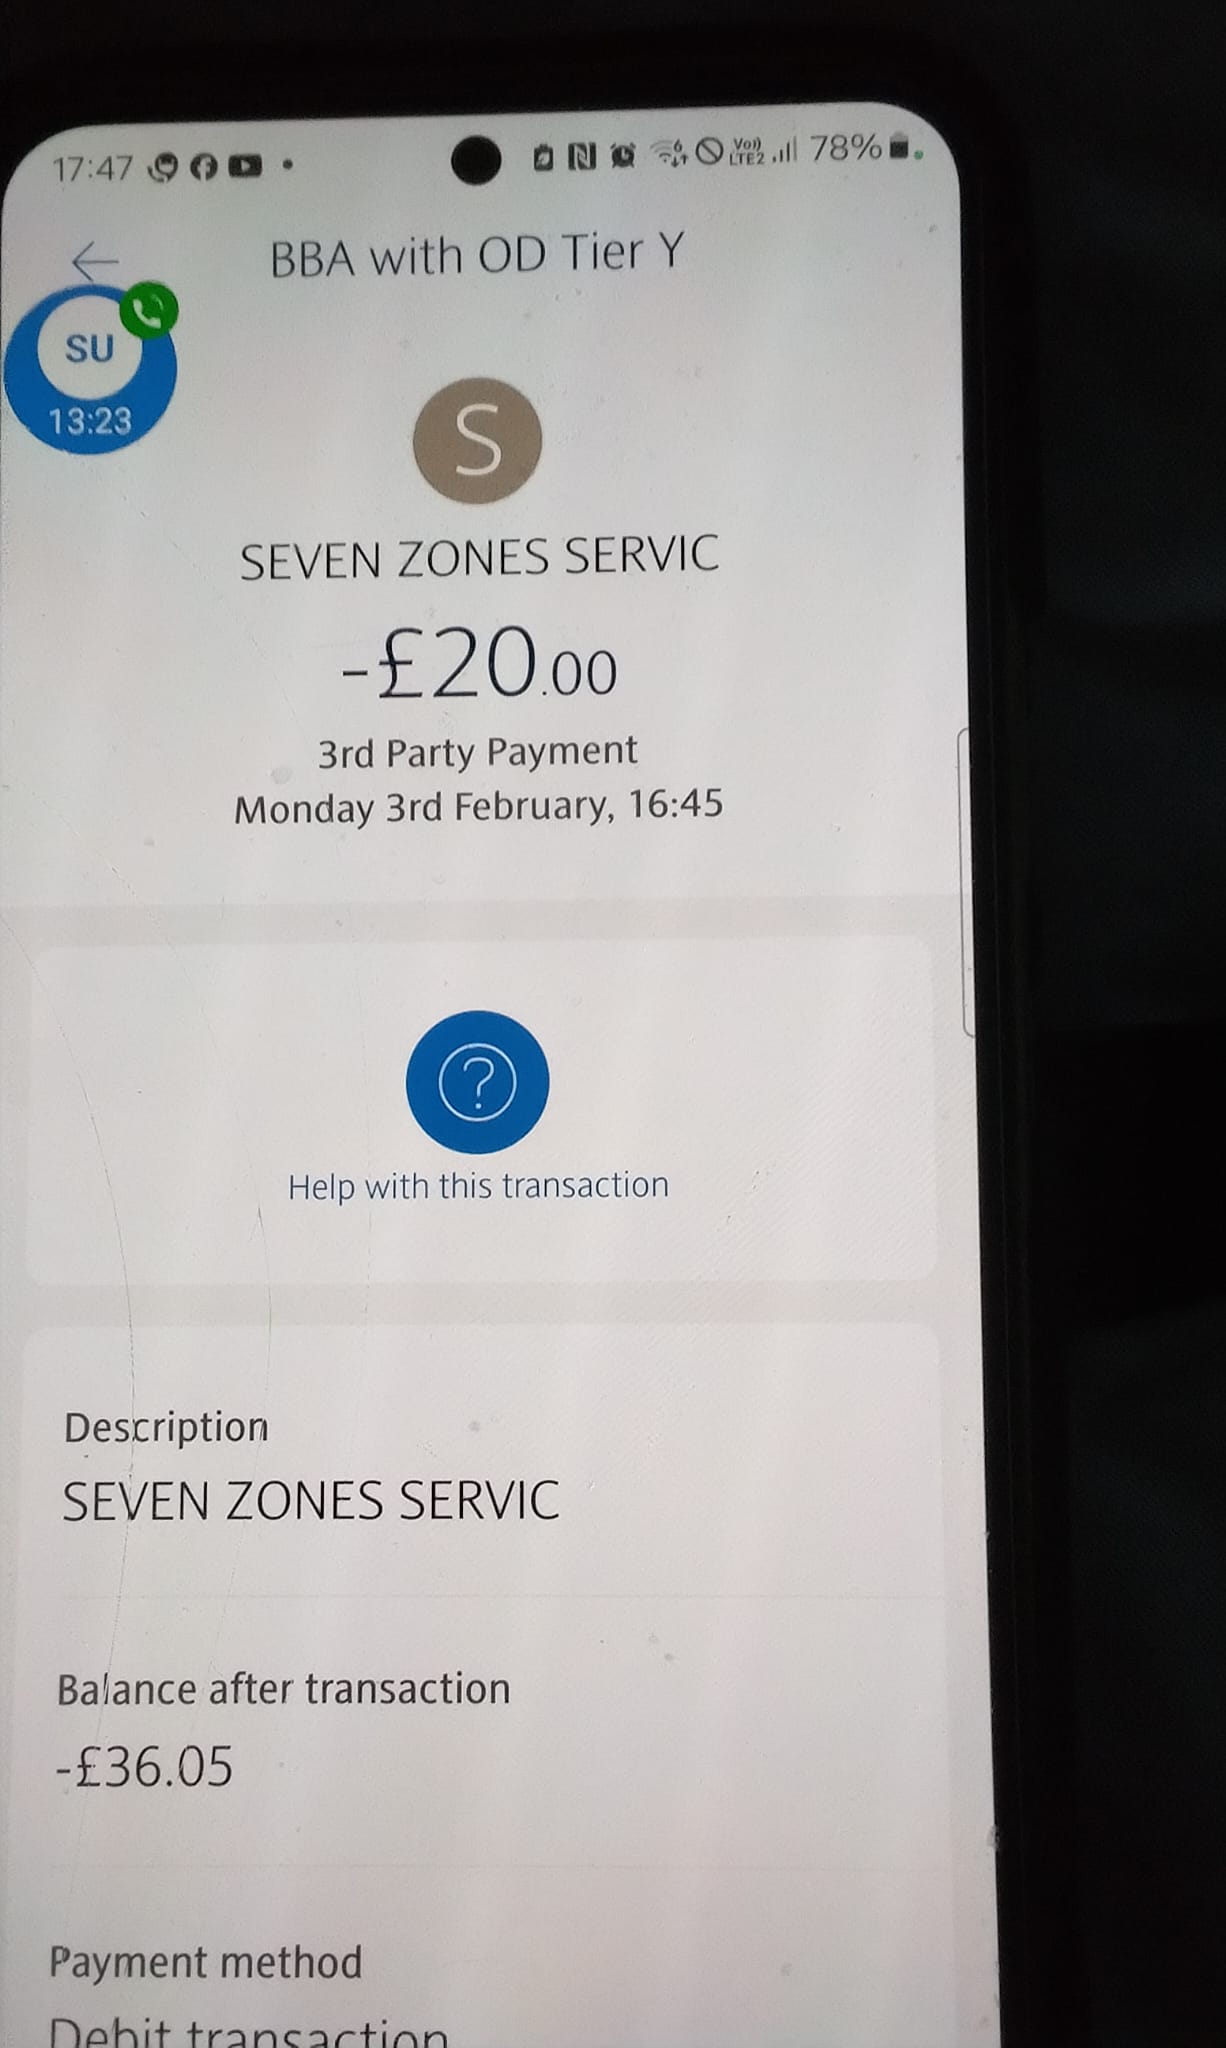 17:47
78%
BBA with OD Tier Y
SU
13:23
S
SEVEN ZONES SERVIC
-£20.00
3rd Party Payment
Monday 3rd February, 16:45
?
Help with this transaction
Description
SEVEN ZONES SERVIC
Balance after transaction
-£36.05
Payment method
Debit transaction